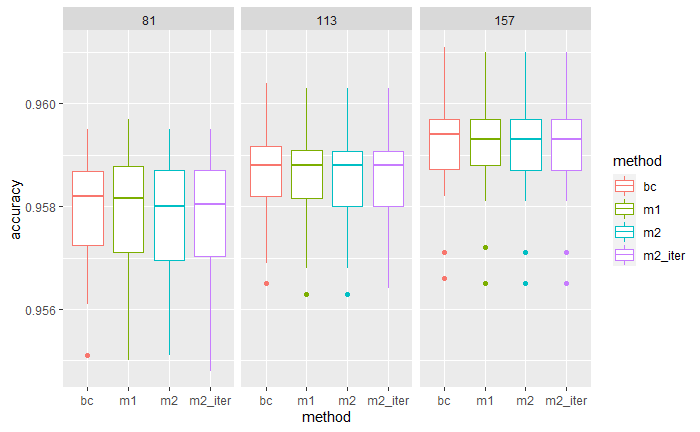 81 113 157
accuracy
0.960
0.958
0.956
bc m1 m2 m2_iter bc m1 m2 m2_iter bc m1 m2 m2_iter
method
method
bc
m1
m2
m2_iter